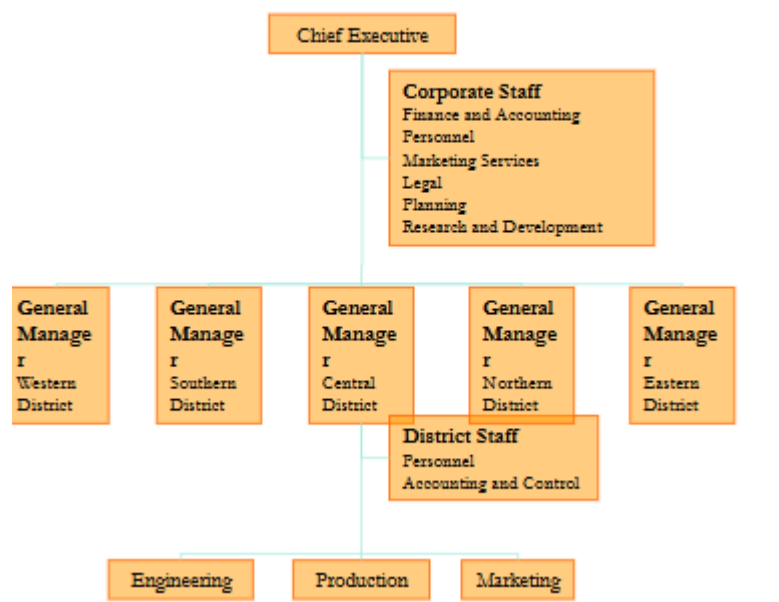 Chief Executive
Corporate Staff
Finance and Accounting
Personnel
Marketing Services
Legal
Planning
Research and Development
General
Manage
r
Western
District
General
Manage
r
Southern
District
General
Manage
r
Central
District
General
Manage
r
Northern
District
General
Manage
r
Eastern
District
District Staff
Personnel
Accounting and Control
Engineering
Production
Marketing